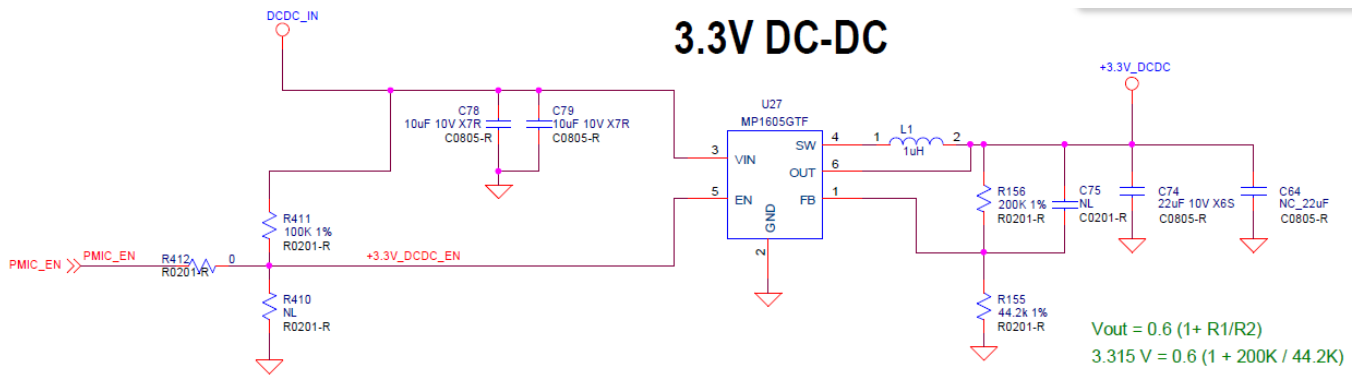 DCDC_IN
3.3V DC-DC
+3.3V_DCDC
C78
10uF 10V X7R
C0805-R
C79
10uF 10V X7R
C0805-R
U27
MP1605GTF
3
VIN
5
EN
GND
2
SW
4
OUT
6
FB
1
1
L1
2
1uH
R156
200K 1%
R0201-R
C75
NL
C0201-R
C74
22uF 10V X6S
C0805-R
C64
NC_22uF
C0805-R
R411
100K 1%
R0201-R
PMIC_EN
PMIC_EN
R412
0
R0201-R
+3.3V_DCDC_EN
R410
NL
R0201-R
R155
44.2k 1%
R0201-R
Vout = 0.6 (1+ R1/R2)
3.315 V = 0.6 (1 + 200K / 44.2K)